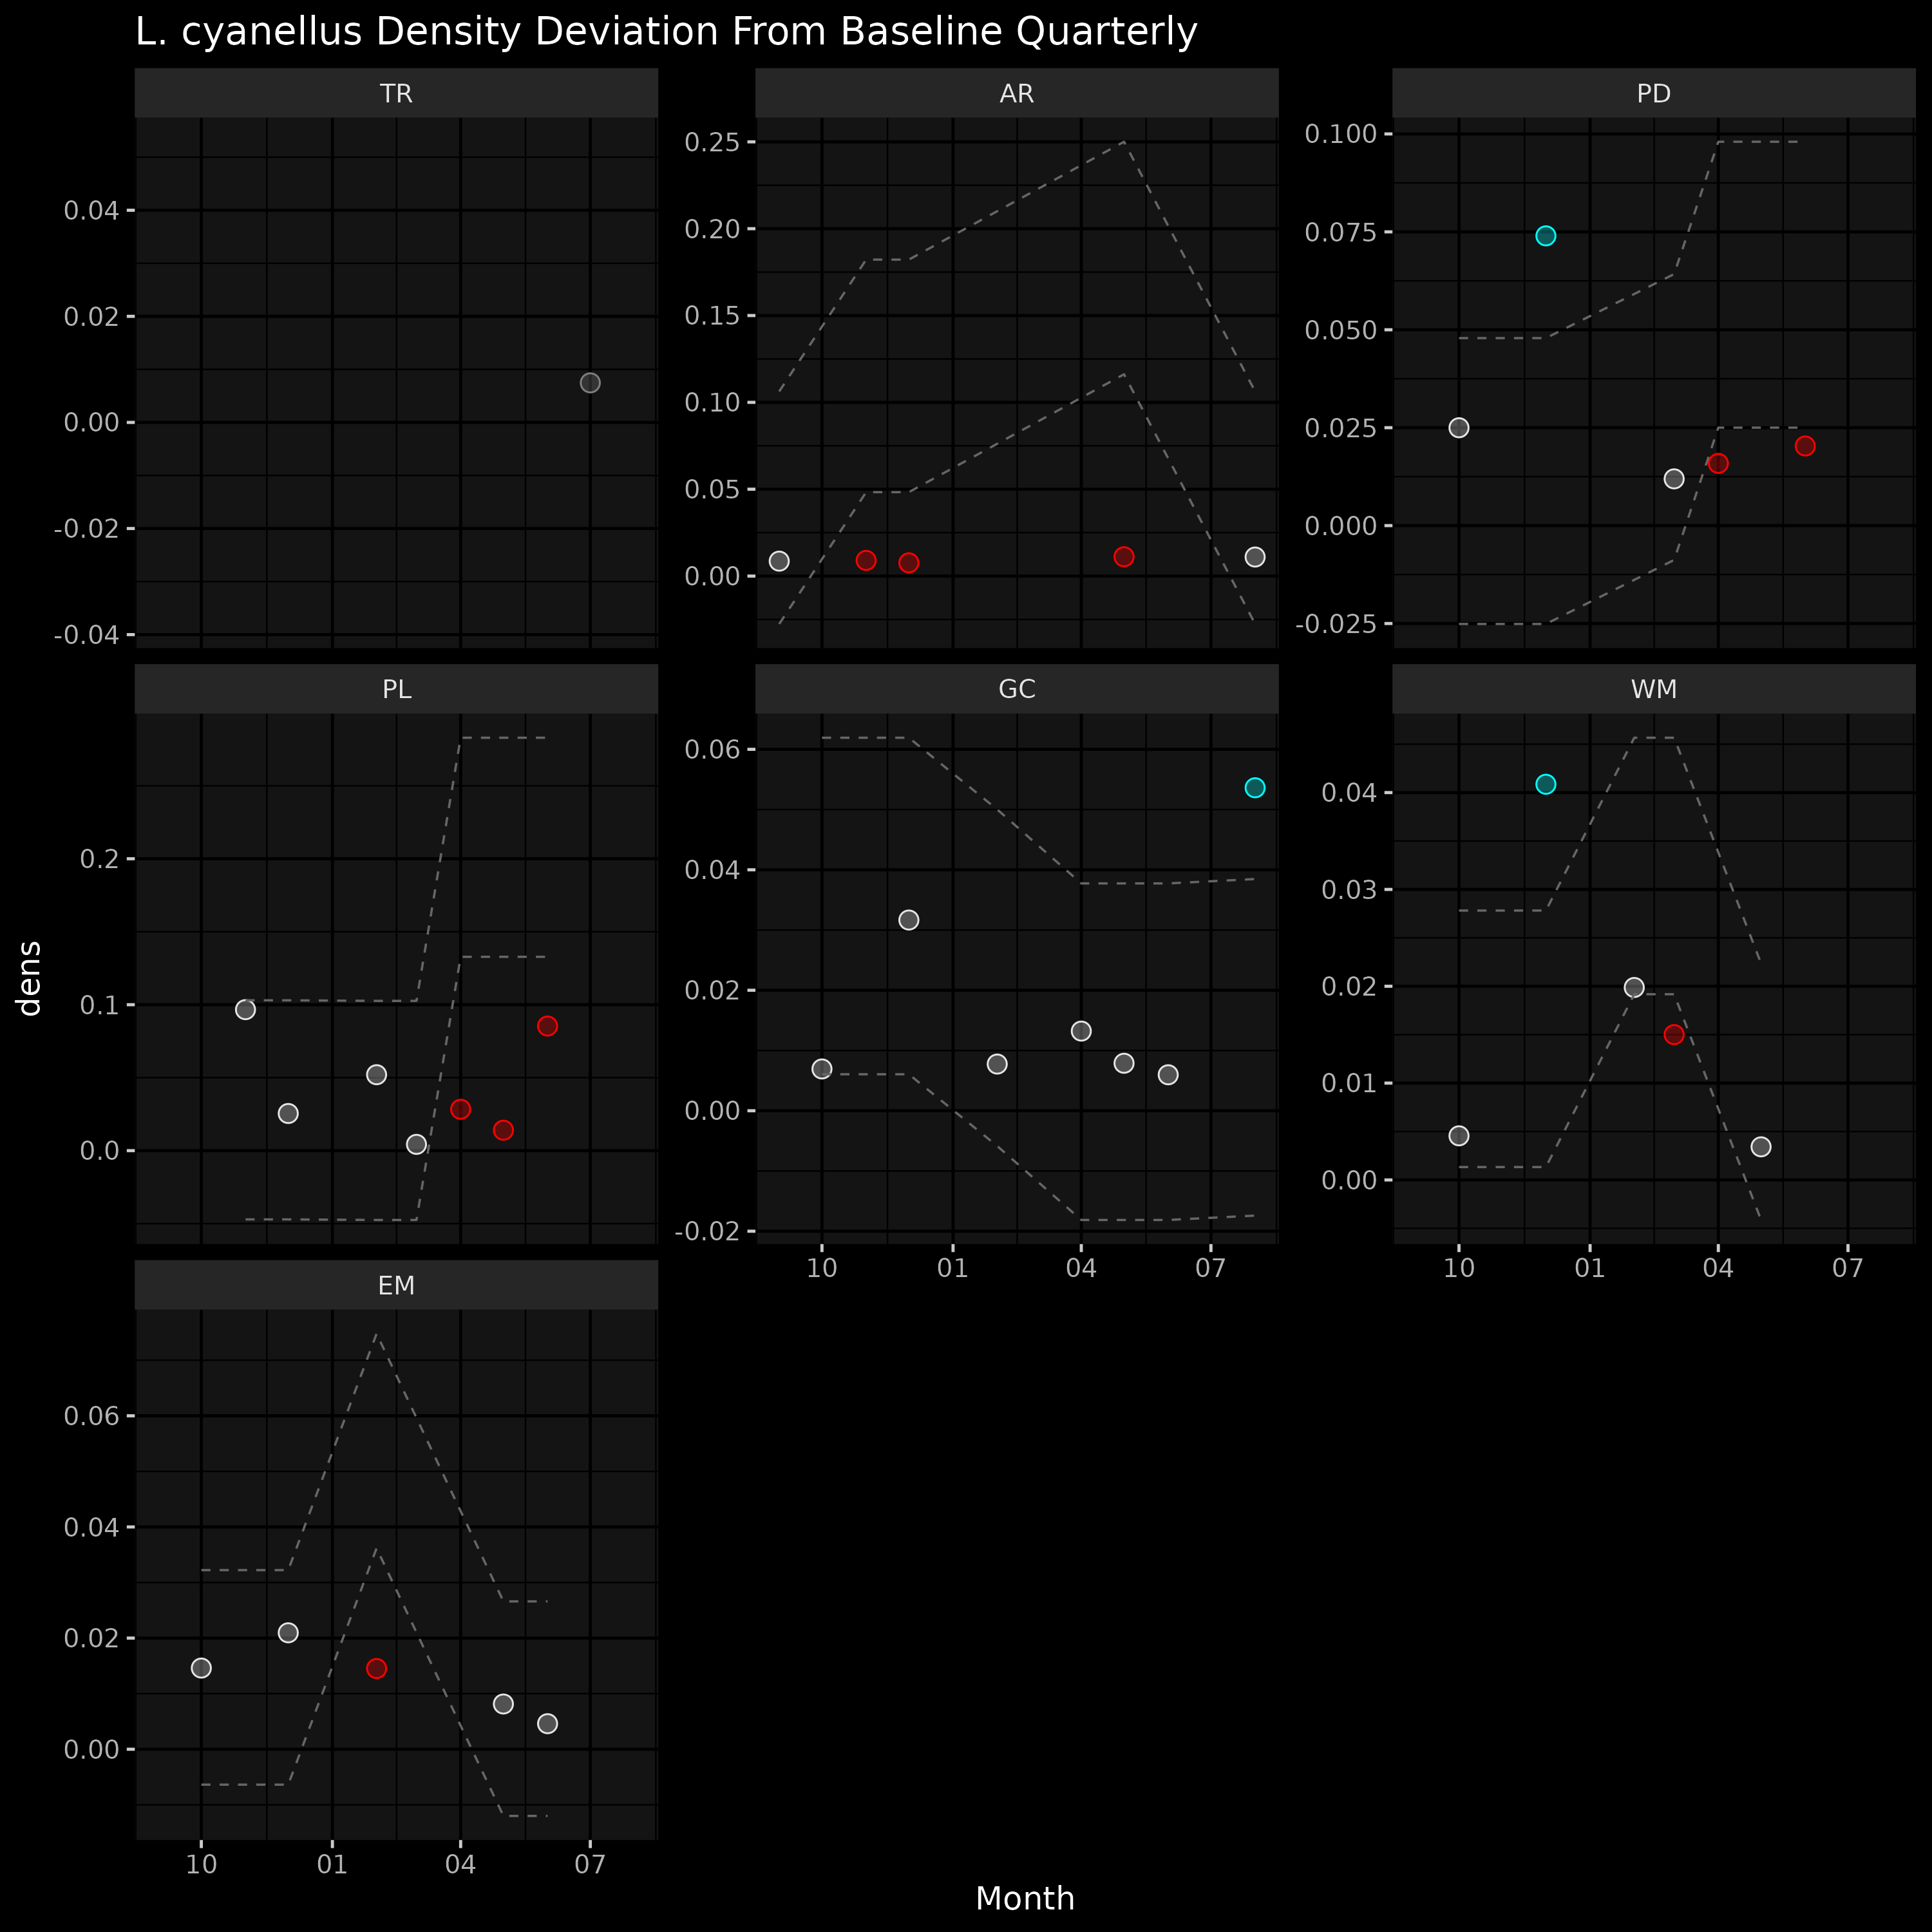 L. cyanellus Density Deviation From Baseline Quarterly
TR
AR
PD
0.04
0.02
0.00
-0.02
-0.04
0.25
0.20
0.15
0.10
0.05
0.00
0.100
0.075
0.050
0.025
0.000
-0.025
PL
GC
WM
0.2
0.1
0.0
0.06
0.04
0.02
0.00
-0.02
10 01 04 07
0.04
0.03
0.02
0.01
0.00
10 01 04 07
EM
0.06
0.04
0.02
0.00
10 01 04 07
dens
Month